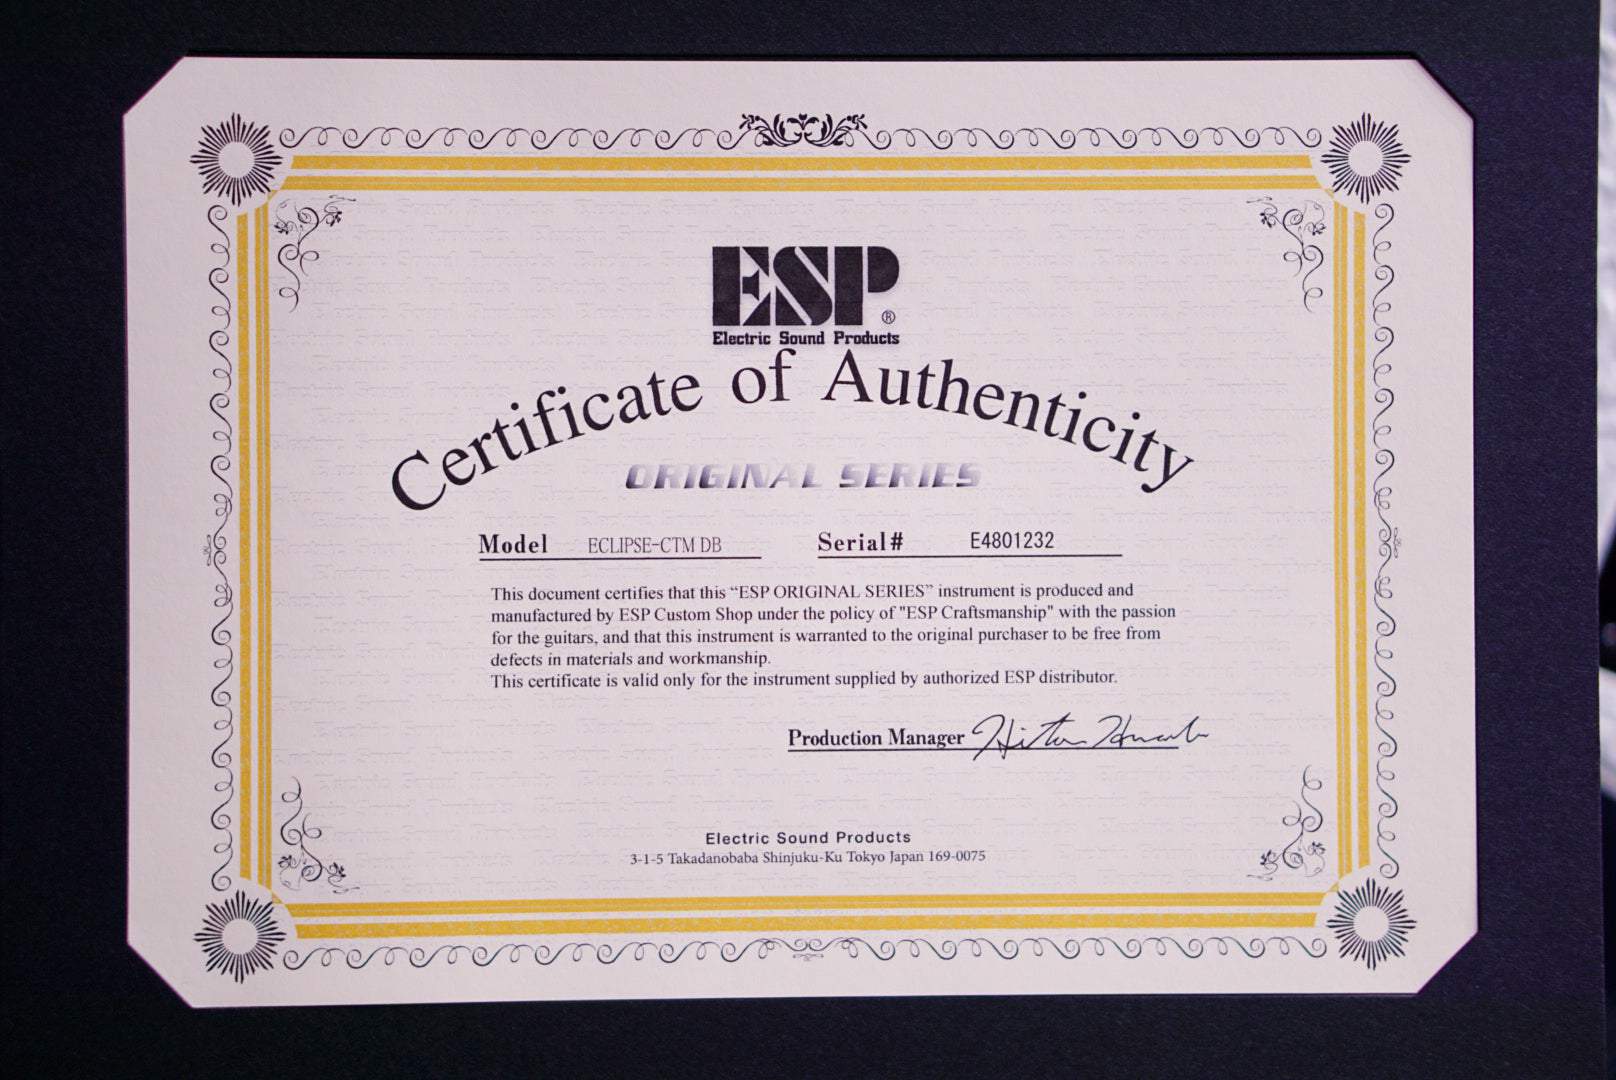 ESP®
Electric Sound Products
Certificate of Authenticity
ORIGINAL SERIES
Model ECLIPSE-CTM DB Serial# E4801232
This document certifies that this “ESP ORIGINAL SERIES” instrument is produced and
manufactured by ESP Custom Shop under the policy of "ESP Craftsmanship" with the passion
for the guitars, and that this instrument is warranted to the original purchaser to be free from
defects in materials and workmanship.
This certificate is valid only for the instrument supplied by authorized ESP distributor.
Production Manager
Electric Sound Products
3-1-5 Takadanobaba Shinjuku-Ku Tokyo Japan 169-0075